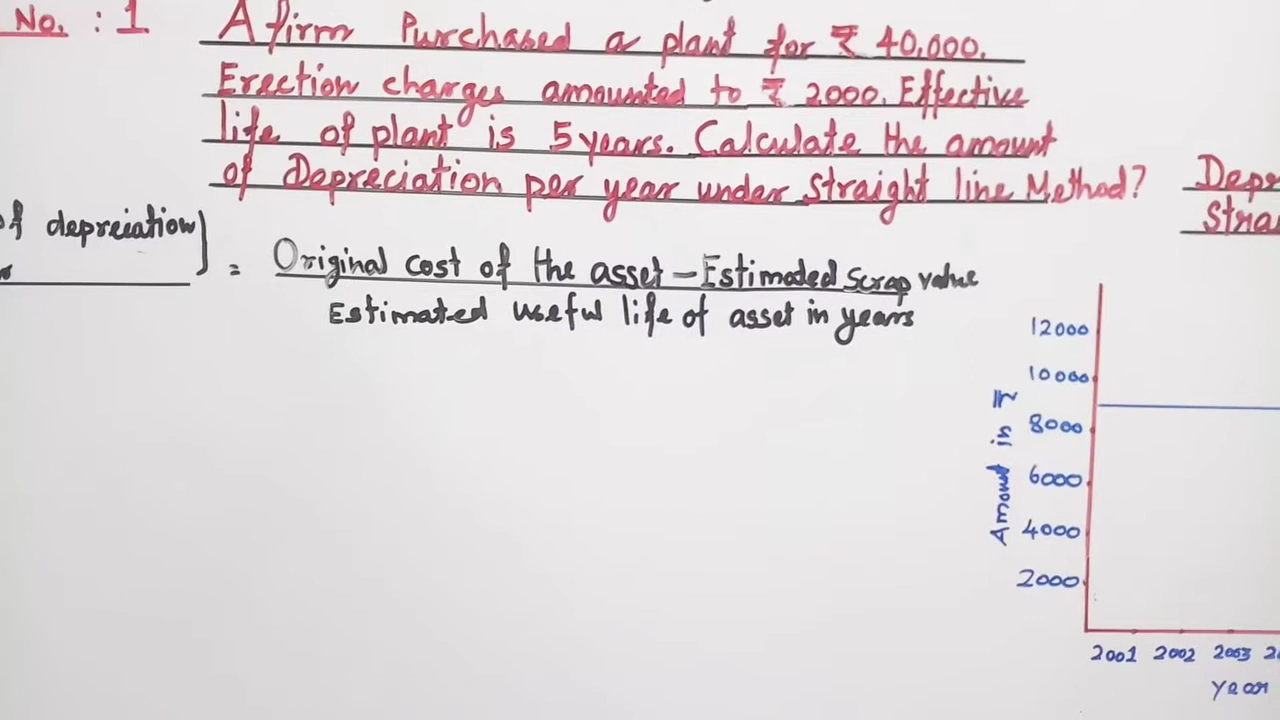 No. : 1
A firm Purchased a plant for ₹ 40,000.
Erection charges amounted to ₹ 2000. Effective
life of plant is 5 years. Calculate the amount
of Depreciation per year under Straight line Method?
of depreiation
= Original cost of the asset - Estimated Scrap value
Estimated useful life of asset in years
12000
10000
8000
6000
4000
2000
Amount in ₹
2001 2002 2003
Year